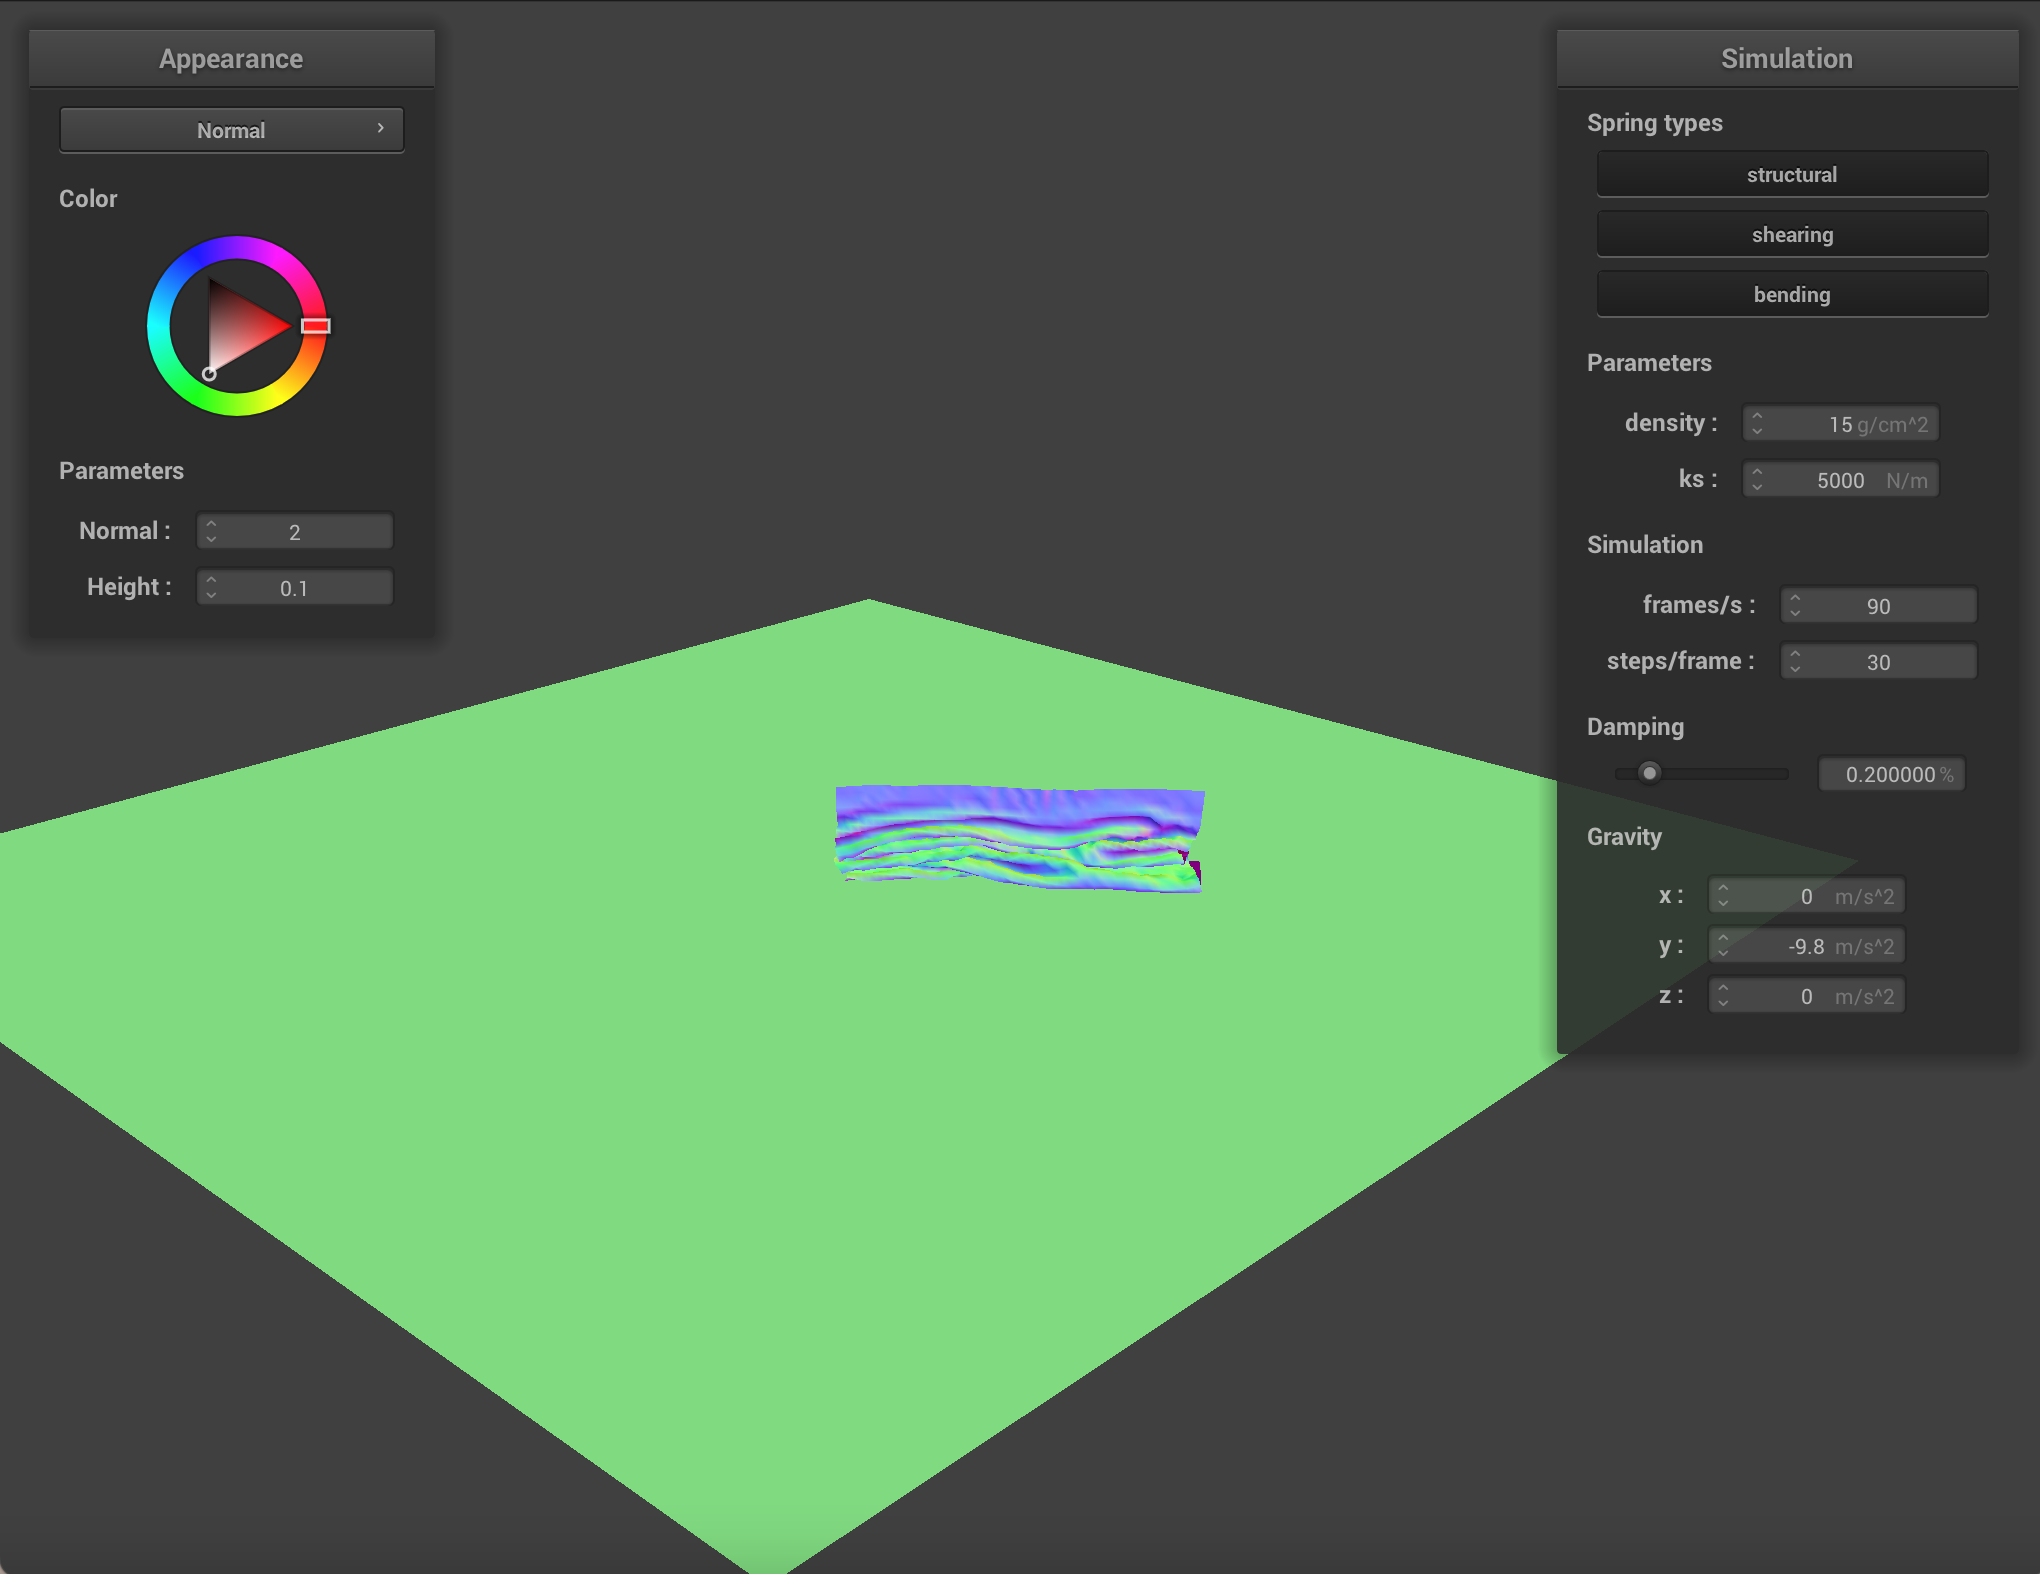 Appearance
Normal
Color
Parameters
Normal : 2
Height : 0.1
Simulation
Spring types
structural
shearing
bending
Parameters
density : 15 g/cm^2
ks : 5000 N/m
Simulation
frames/s : 90
steps/frame : 30
Damping
0.200000 %
Gravity
x : 0 m/s^2
y : -9.8 m/s^2
z : 0 m/s^2